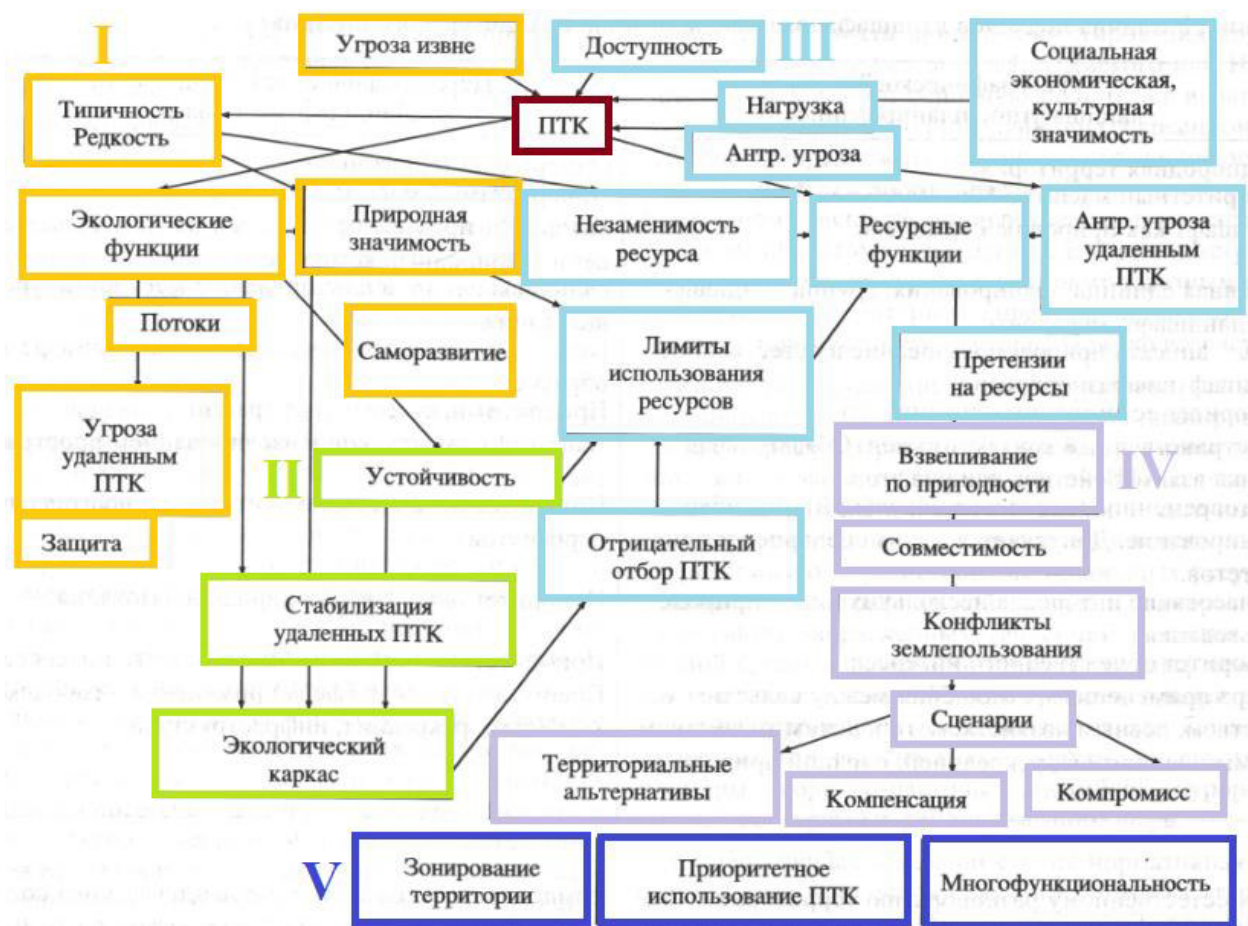 I
Угроза извне
Доступность
III
Социальная
экономическая,
культурная
значимость
Типичность
Редкость
ПТК
Нагрузка
Антр. угроза
Экологические
функции
Природная
значимость
Незаменимость
ресурса
Ресурсные
функции
Антр. угроза
удаленным
ПТК
Потоки
Саморазвитие
Лимиты
использования
ресурсов
Претензии
на ресурсы
Угроза
удаленным
ПТК
II
Устойчивость
Взвешивание
по пригодности
IV
Защита
Отрицательный
отбор ПТК
Совместимость
Стабилизация
удаленных ПТК
Конфликты
землепользования
Экологический
каркас
Сценарии
Территориальные
альтернативы
Компенсация
Компромисс
V
Зонирование
территории
Приоритетное
использование ПТК
Многофункциональность